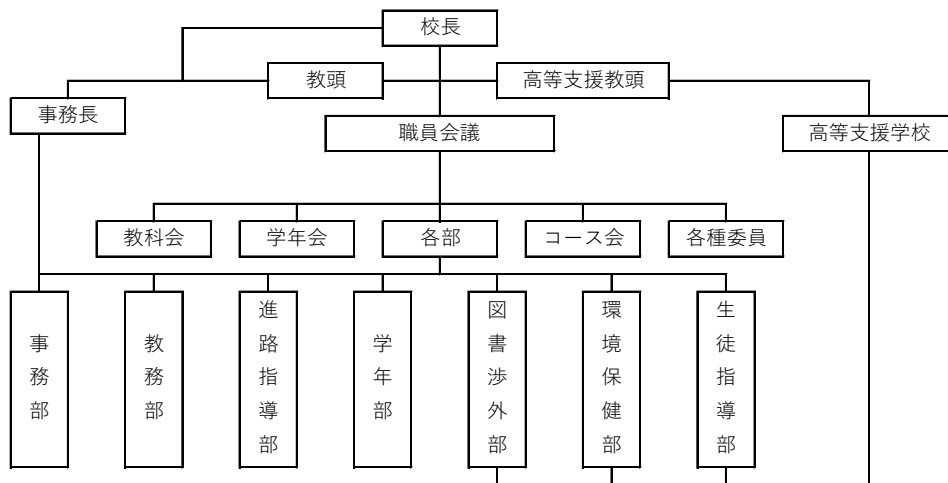 校長
教頭
高等支援教頭
事務長
職員会議
高等支援学校
教科会
学年会
各部
コース会
各種委員
事務部
教務部
進路指導部
学年部
図書渉外部
環境保健部
生徒指導部